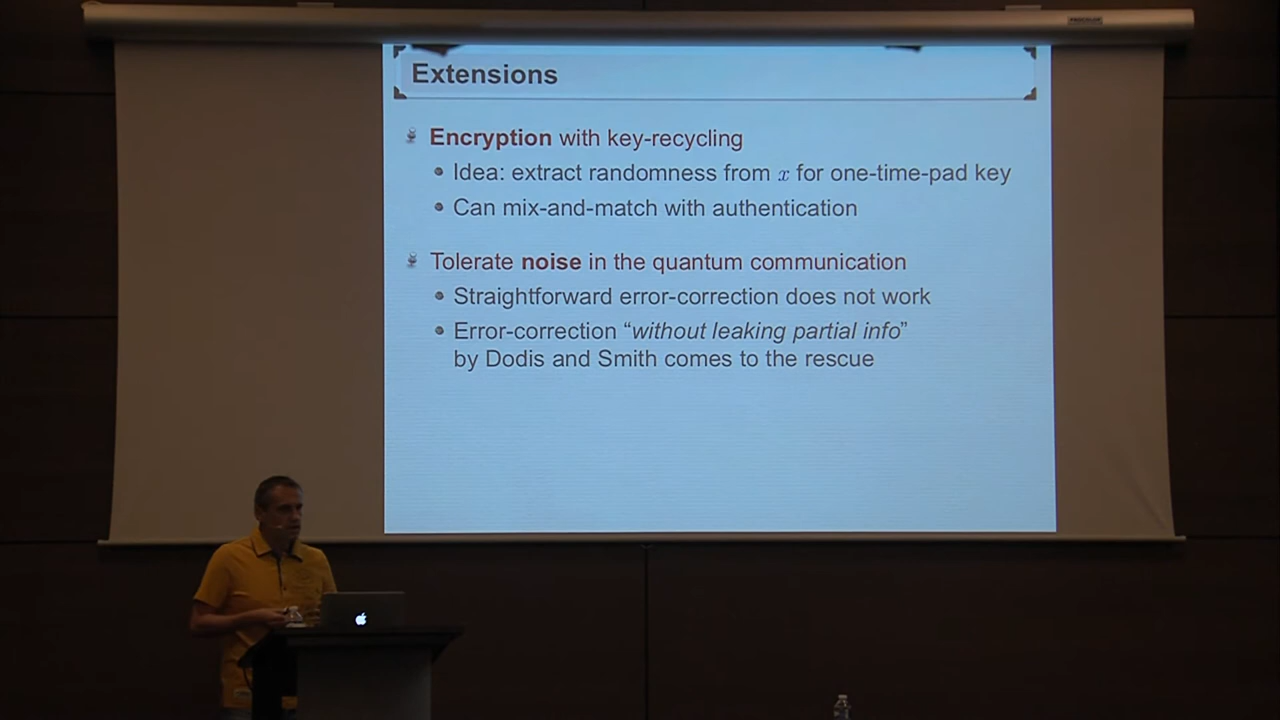 Extensions
Encryption with key-recycling
Idea: extract randomness from x for one-time-pad key
Can mix-and-match with authentication
Tolerate noise in the quantum communication
Straightforward error-correction does not work
Error-correction “without leaking partial info”
by Dodis and Smith comes to the rescue